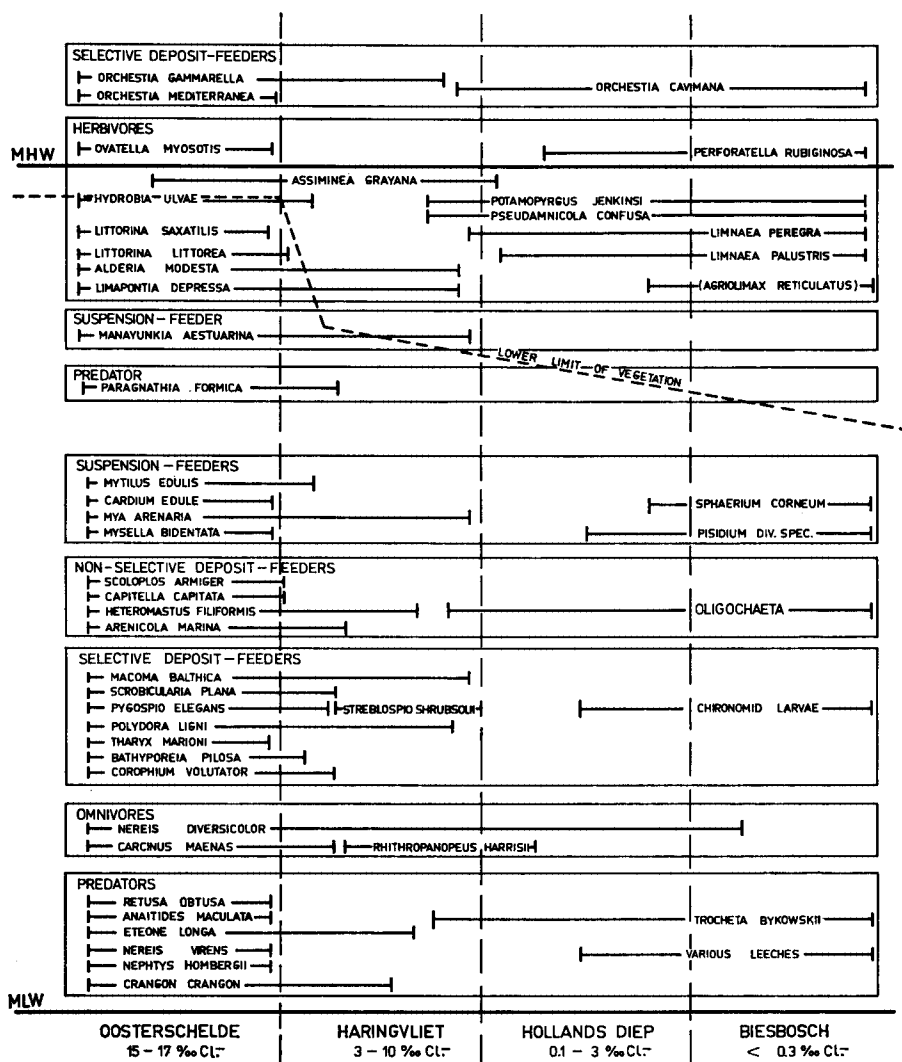 SELECTIVE DEPOSIT-FEEDERS
ORCHESTIA GAMMARELLA
ORCHESTIA CAVIMANA
ORCHESTIA MEDITERRANEA
HERBIVORES
OVATELLA MYOSOTIS
PERFORATELLA RUBIGINOSA
MHW
ASSIMINEA GRAYANA
HYDROBIA ULVAE
POTAMOPYRGUS JENKINSI
PSEUDAMNICOLA CONFUSA
LITTORINA SAXATILIS
LIMNAEA PEREGRA
LITTORINA LITTOREA
LIMNAEA PALUSTRIS
ALDERIA MODESTA
LIMAPONTIA DEPRESSA
(AGRIOLIMAX RETICULATUS)
SUSPENSION-FEEDER
MANAYUNKIA AESTUARINA
LOWER LIMIT OF VEGETATION
PREDATOR
PARAGNATHIA . FORMICA
SUSPENSION-FEEDERS
MYTILUS EDULIS
CARDIUM EDULE
SPHAERIUM CORNEUM
MYA ARENARIA
MYSELLA BIDENTATA
PISIDIUM DIV. SPEC.
NON-SELECTIVE DEPOSIT-FEEDERS
SCOLOPLOS ARMIGER
CAPITELLA CAPITATA
HETEROMASTUS FILIFORMIS
OLIGOCHAETA
ARENICOLA MARINA
SELECTIVE DEPOSIT-FEEDERS
MACOMA BALTHICA
SCROBICULARIA PLANA
PYGOSPIO ELEGANS
STREBLOSPIO SHRUBSOLII
CHIRONOMID LARVAE
POLYDORA LIGNI
THARYX MARIONI
BATHYPOREIA PILOSA
COROPHIUM VOLUTATOR
OMNIVORES
NEREIS DIVERSICOLOR
CARCINUS MAENAS
RHITHROPANOPEUS HARRISII
PREDATORS
RETUSA OBTUSA
ANAITIDES MACULATA
TROCHETA BYKOWSKII
ETEONE LONGA
NEREIS VIRENS
VARIOUS LEECHES
NEPHTYS HOMBERGII
CRANGON CRANGON
MLW
OOSTERSCHELDE
HARINGVLIET
HOLLANDS DIEP
BIESBOSCH
15 - 17 ‰ Cl.-
3 - 10 ‰ Cl.-
0.1 - 3 ‰ Cl.-
< 0.3 ‰ Cl.-